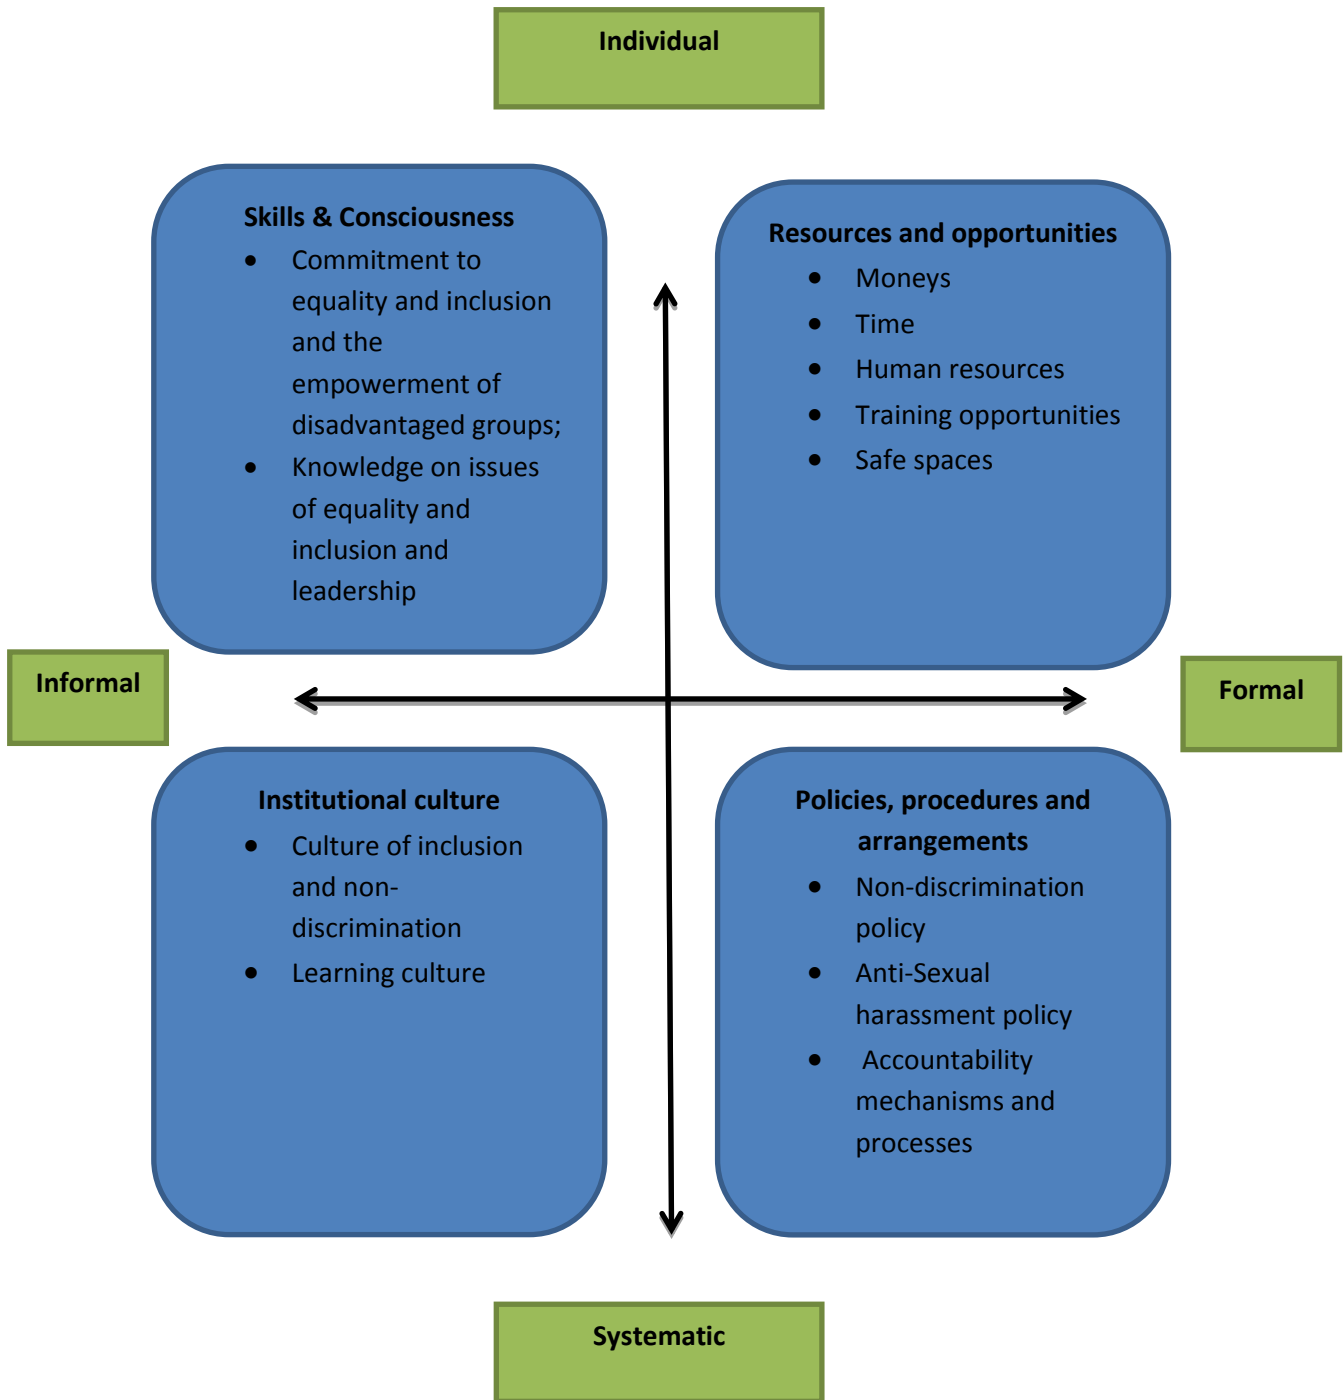 Individual
Skills & Consciousness
• Commitment to
equality and inclusion
and the
empowerment of
disadvantaged groups;
• Knowledge on issues
of equality and
inclusion and
leadership
Resources and opportunities
• Moneys
• Time
• Human resources
• Training opportunities
• Safe spaces
Informal
Formal
Institutional culture
• Culture of inclusion
and non-
discrimination
• Learning culture
Policies, procedures and
arrangements
• Non-discrimination
policy
• Anti-Sexual
harassment policy
• Accountability
mechanisms and
processes
Systematic